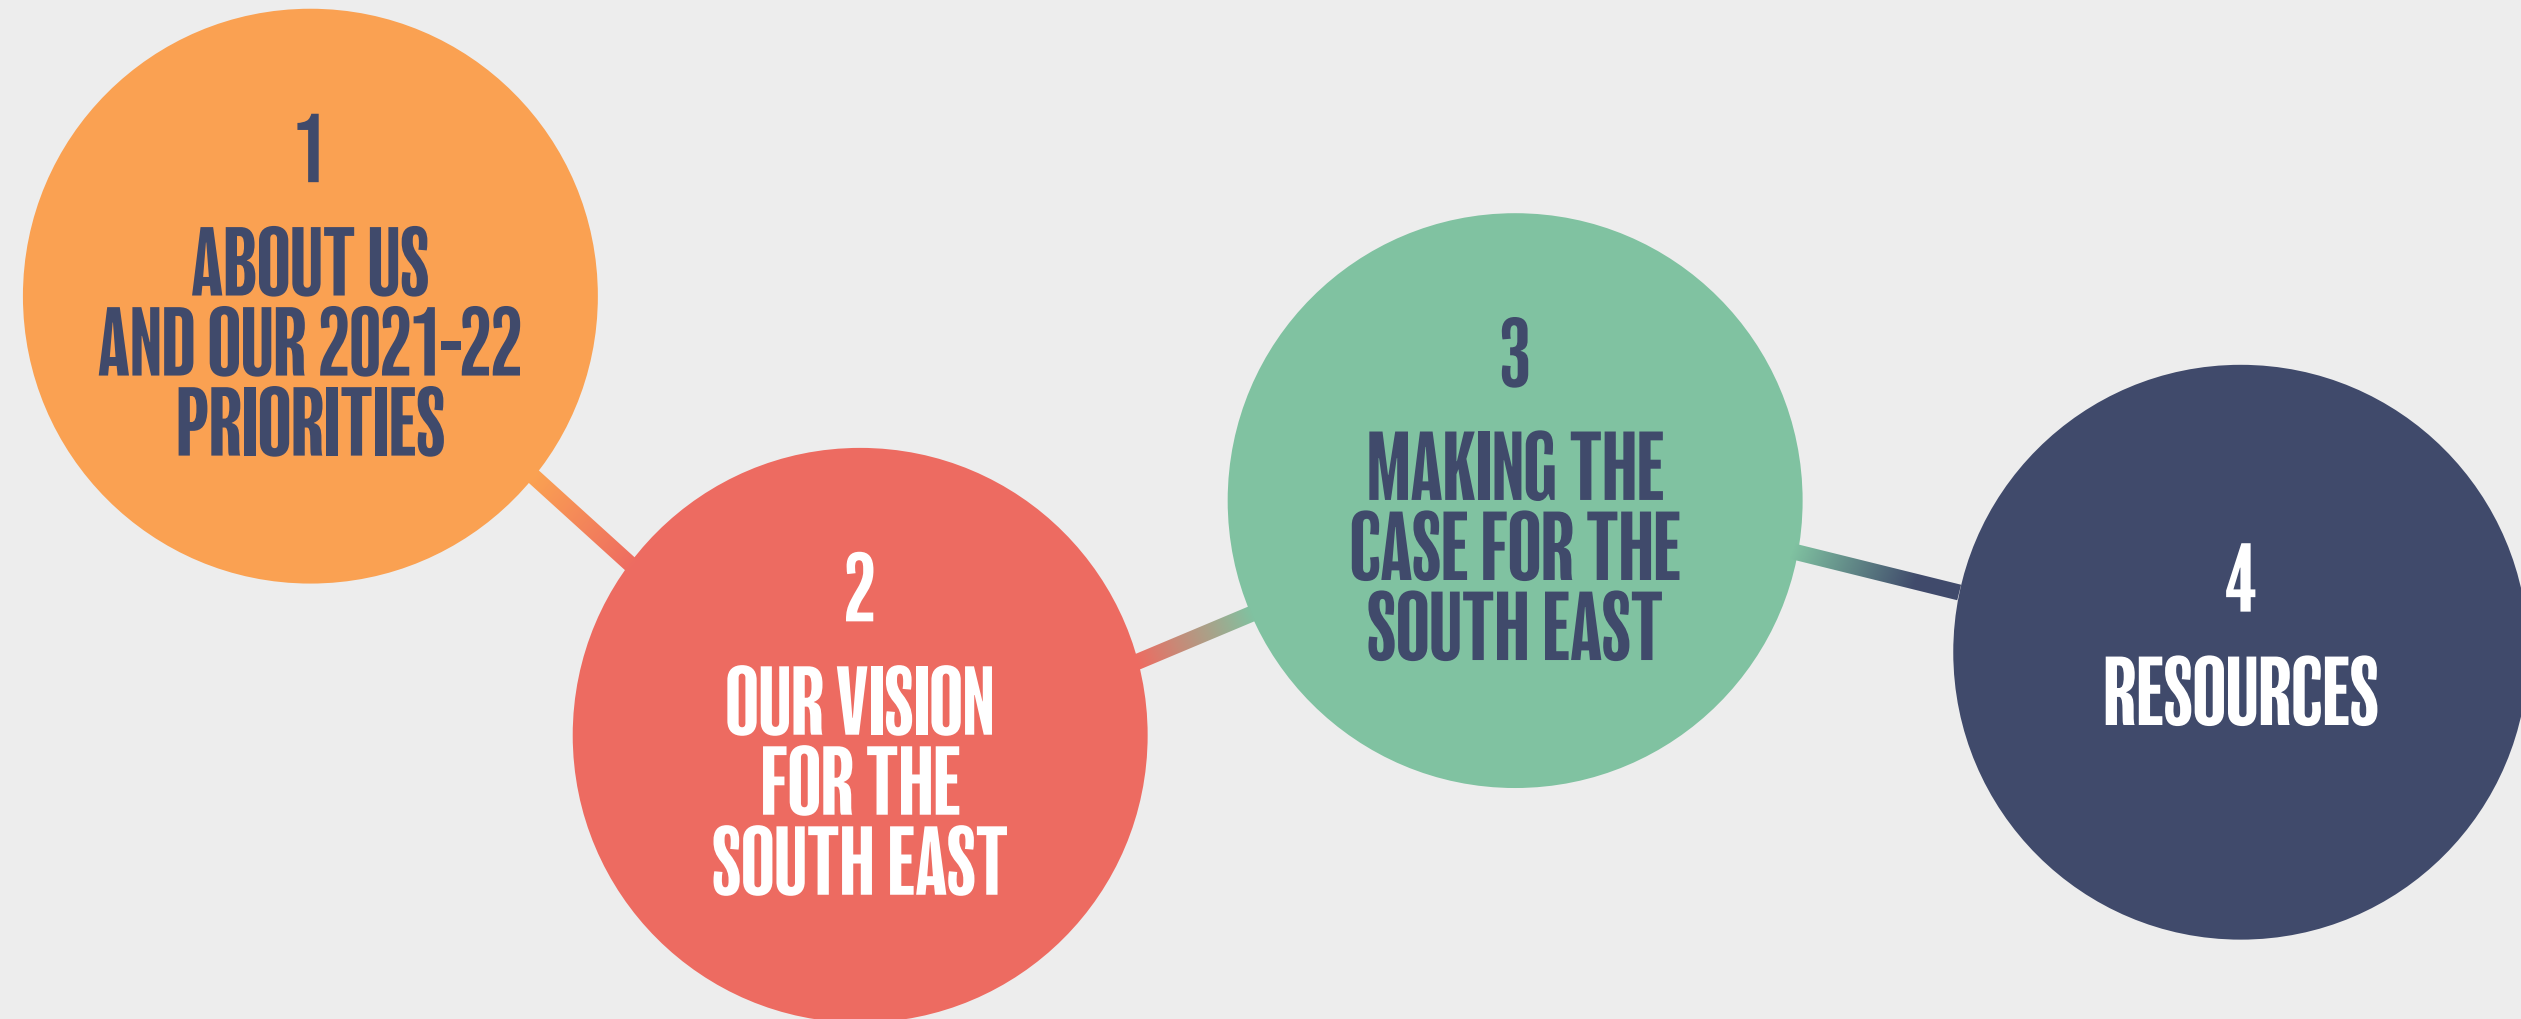 1
ABOUT US
AND OUR 2021-22
PRIORITIES
2
OUR VISION
FOR THE
SOUTH EAST
3
MAKING THE
CASE FOR THE
SOUTH EAST
4
RESOURCES